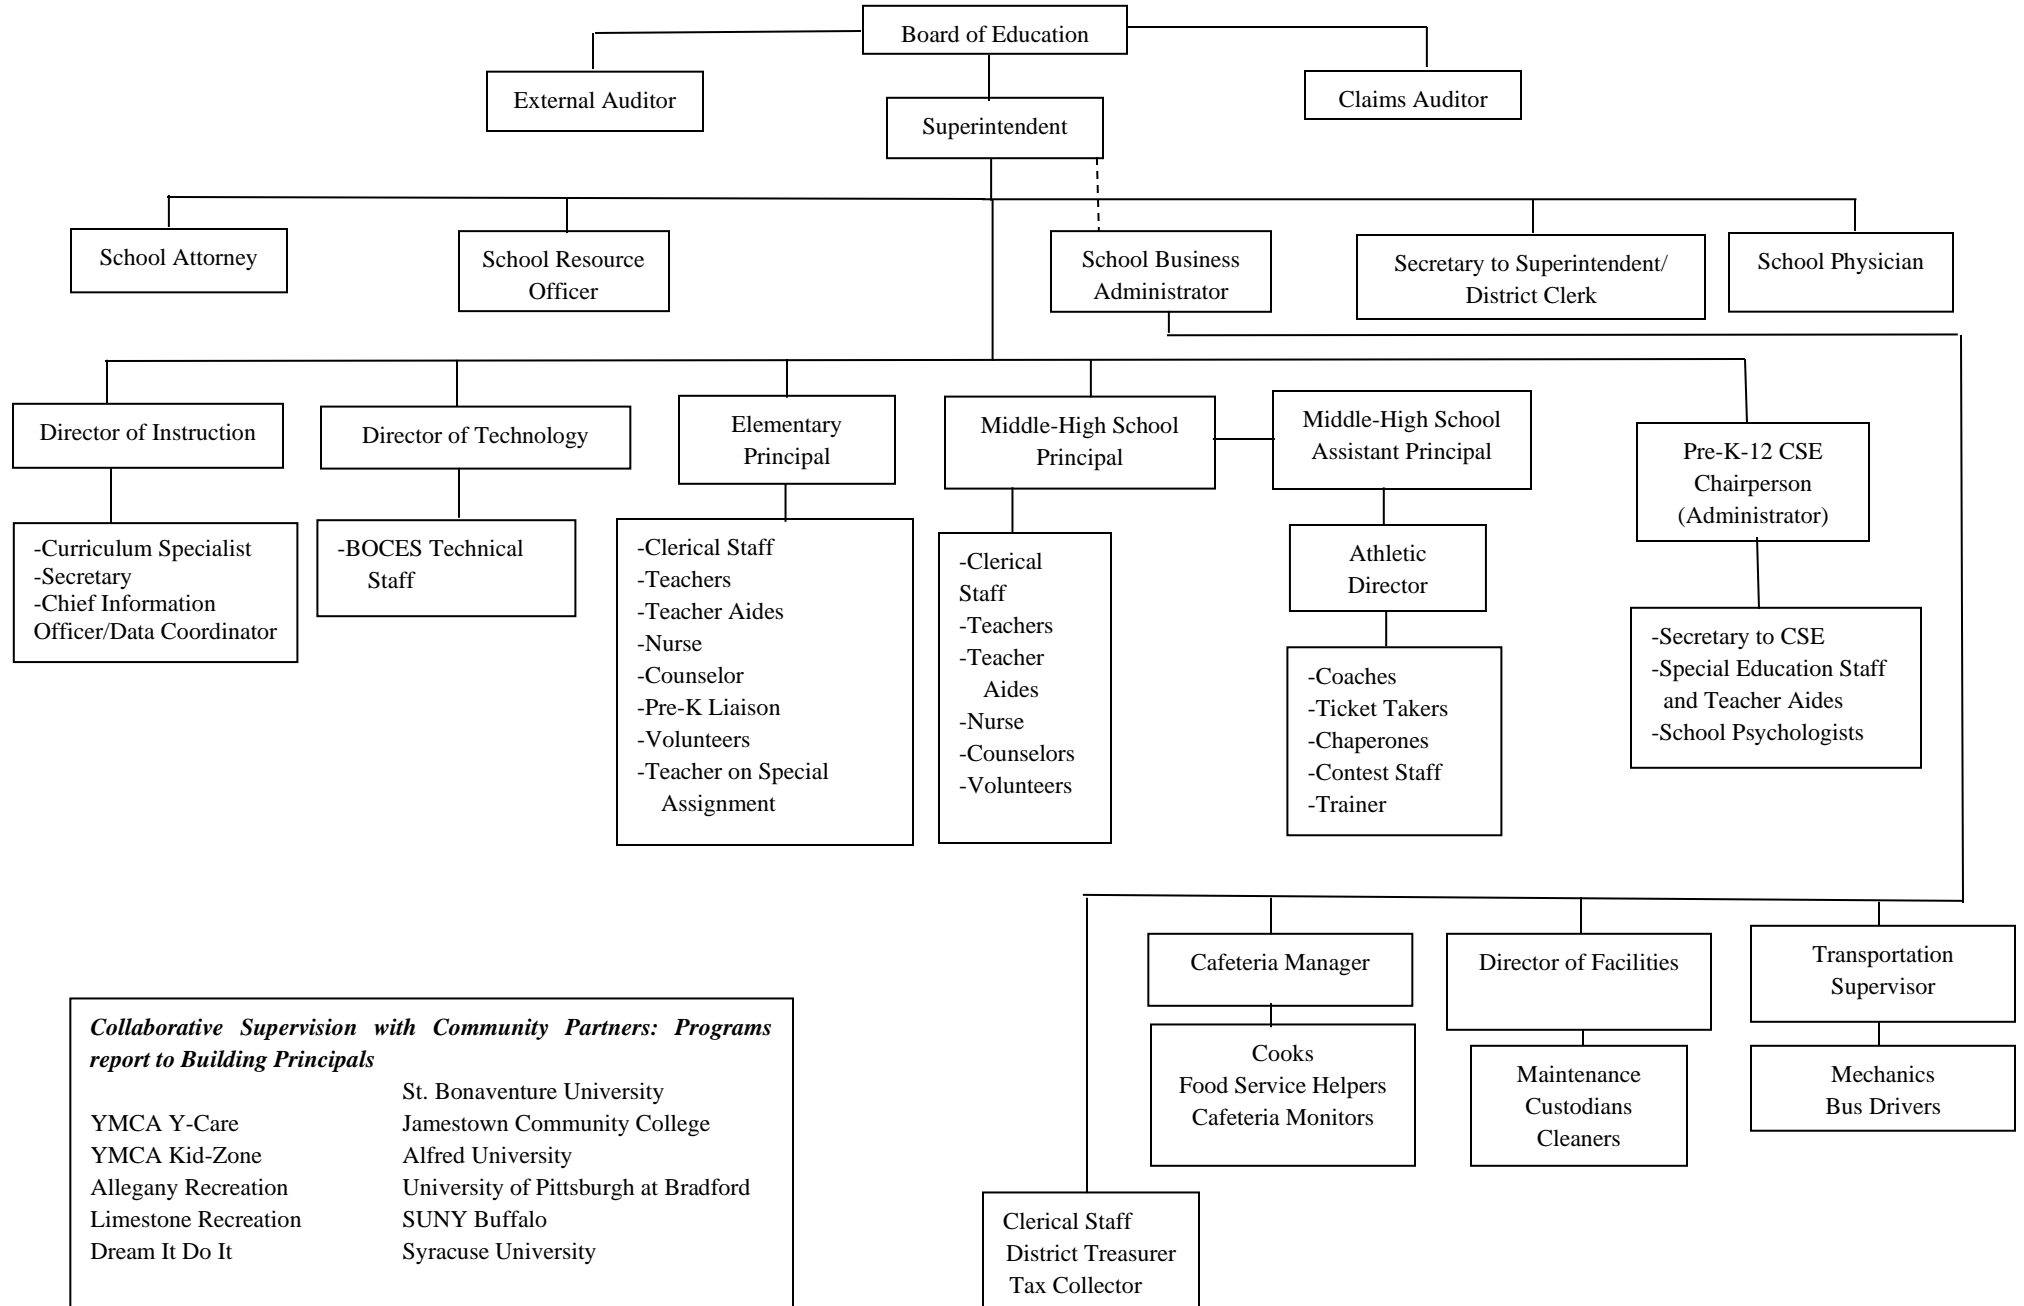 Board of Education
External Auditor
Claims Auditor
Superintendent
School Attorney
School Resource
Officer
School Business
Administrator
Secretary to Superintendent/
District Clerk
School Physician
Director of Instruction
Director of Technology
Elementary
Principal
Middle-High School
Principal
Middle-High School
Assistant Principal
Pre-K-12 CSE
Chairperson
(Administrator)
-Curriculum Specialist
-Secretary
-Chief Information
Officer/Data Coordinator
-BOCES Technical
Staff
-Clerical Staff
-Teachers
-Teacher Aides
-Nurse
-Counselor
-Pre-K Liaison
-Volunteers
-Teacher on Special
Assignment
-Clerical
Staff
-Teachers
-Teacher
Aides
-Nurse
-Counselors
-Volunteers
Athletic
Director
-Coaches
-Ticket Takers
-Chaperones
-Contest Staff
-Trainer
-Secretary to CSE
-Special Education Staff
and Teacher Aides
-School Psychologists
Cafeteria Manager
Director of Facilities
Transportation
Supervisor
Cooks
Food Service Helpers
Cafeteria Monitors
Maintenance
Custodians
Cleaners
Mechanics
Bus Drivers
Clerical Staff
District Treasurer
Tax Collector
Collaborative Supervision with Community Partners: Programs
report to Building Principals
St. Bonaventure University
YMCA Y-Care Jamestown Community College
YMCA Kid-Zone Alfred University
Allegany Recreation University of Pittsburgh at Bradford
Limestone Recreation SUNY Buffalo
Dream It Do It Syracuse University